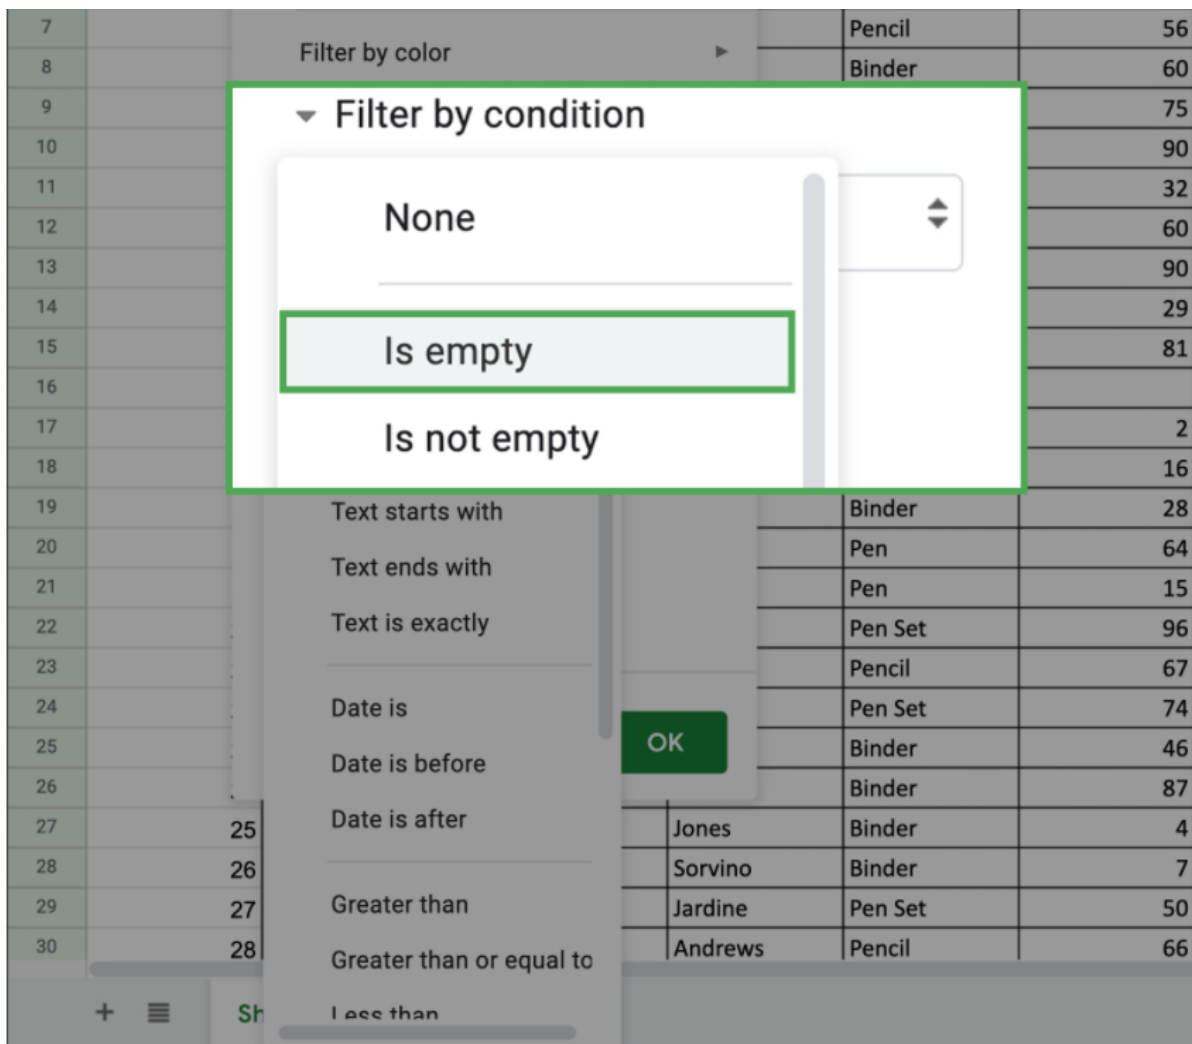 7 Pencil 56
Filter by color
8 Binder 60
9 75
Filter by condition
10 90
11 32
None
12 60
13 90
14 29
15 81
Is empty
16
17 2
Is not empty
18 16
19 Text starts with Binder 28
20 Pen 64
Text ends with
21 Pen 15
22 Text is exactly Pen Set 96
23 Pencil 67
24 Date is Pen Set 74
25 OK Binder 46
Date is before
26 Binder 87
27 25 Date is after Jones Binder 4
28 26 Sorvino Binder 7
29 27 Greater than Jardine Pen Set 50
30 28 Greater than or equal to Andrews Pencil 66
+ Sh Less than